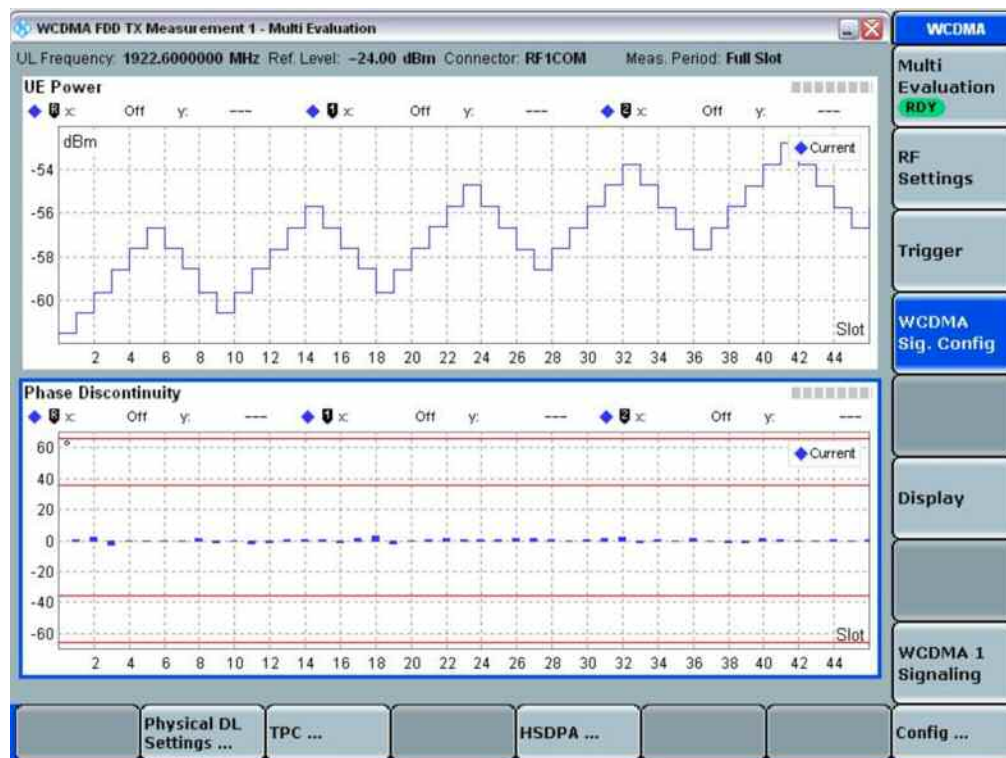 WCDMA FDD TX Measurement 1 - Multi Evaluation
WCDMA
UL Frequency: 1922.6000000 MHz Ref. Level: -24.00 dBm Connector: RF1COM Meas. Period: Full Slot
UE Power
R x: Off y: --- 1 x: Off y: --- 2 x: Off y: ---
dBm
Current
-54
-56
-58
-60
Slot
2 4 6 8 10 12 14 16 18 20 22 24 26 28 30 32 34 36 38 40 42 44
Phase Discontinuity
R x: Off y: --- 1 x: Off y: --- 2 x: Off y: ---
°
Current
60
40
20
0
-20
-40
-60
Slot
2 4 6 8 10 12 14 16 18 20 22 24 26 28 30 32 34 36 38 40 42 44
Multi
Evaluation
RDY
RF
Settings
Trigger
WCDMA
Sig. Config
Display
WCDMA 1
Signaling
Physical DL
Settings ...
TPC ...
HSDPA ...
Config ...